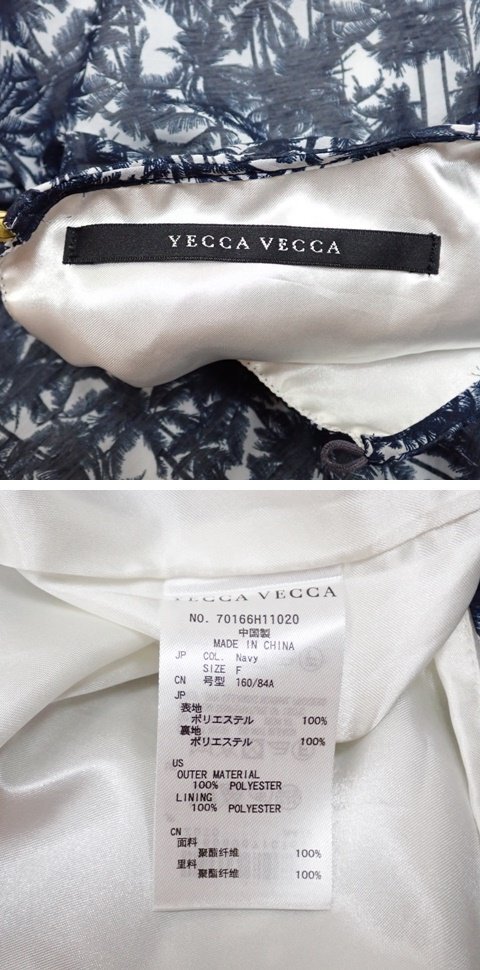 YECCA VECCA
YECCA VECCA
NO. 70166H11020
中国製
MADE IN CHINA
JP COL. Navy
SIZE F
CN 号型 160/84A
JP
表地
ポリエステル 100%
裏地
ポリエステル 100%
US
OUTER MATERIAL
100% POLYESTER
LINING
100% POLYESTER
CN
面料
聚酯纤维 100%
里料
聚酯纤维 100%